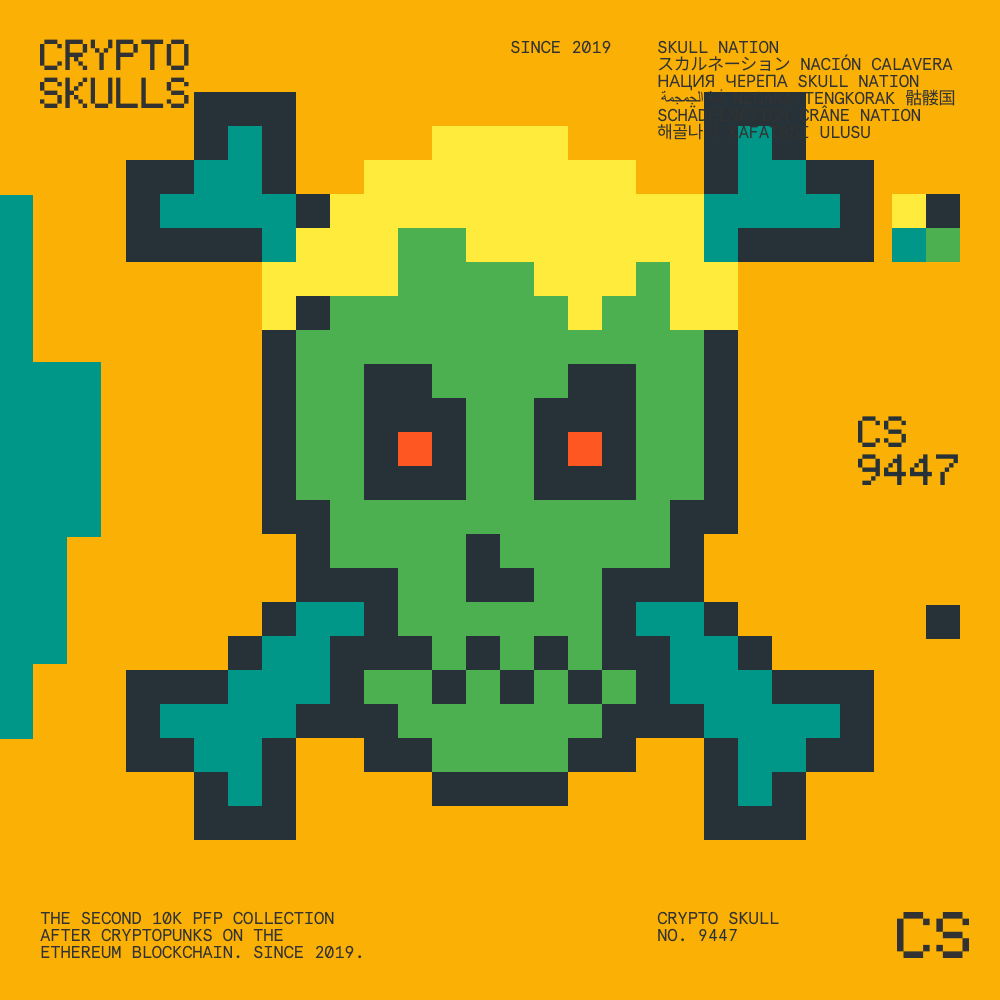 CRYPTO
SKULLS
SINCE 2019
SKULL NATION
スカルネーション NACIÓN CALAVERA
НАЦИЯ ЧЕРЕПА SKULL NATION
الجمجمة TENGKORAK 骷髅国
CRÂNE NATION
ULUSU
CS
9447
THE SECOND 10K PFP COLLECTION
AFTER CRYPTOPUNKS ON THE
ETHEREUM BLOCKCHAIN. SINCE 2019.
CRYPTO SKULL
NO. 9447
CS